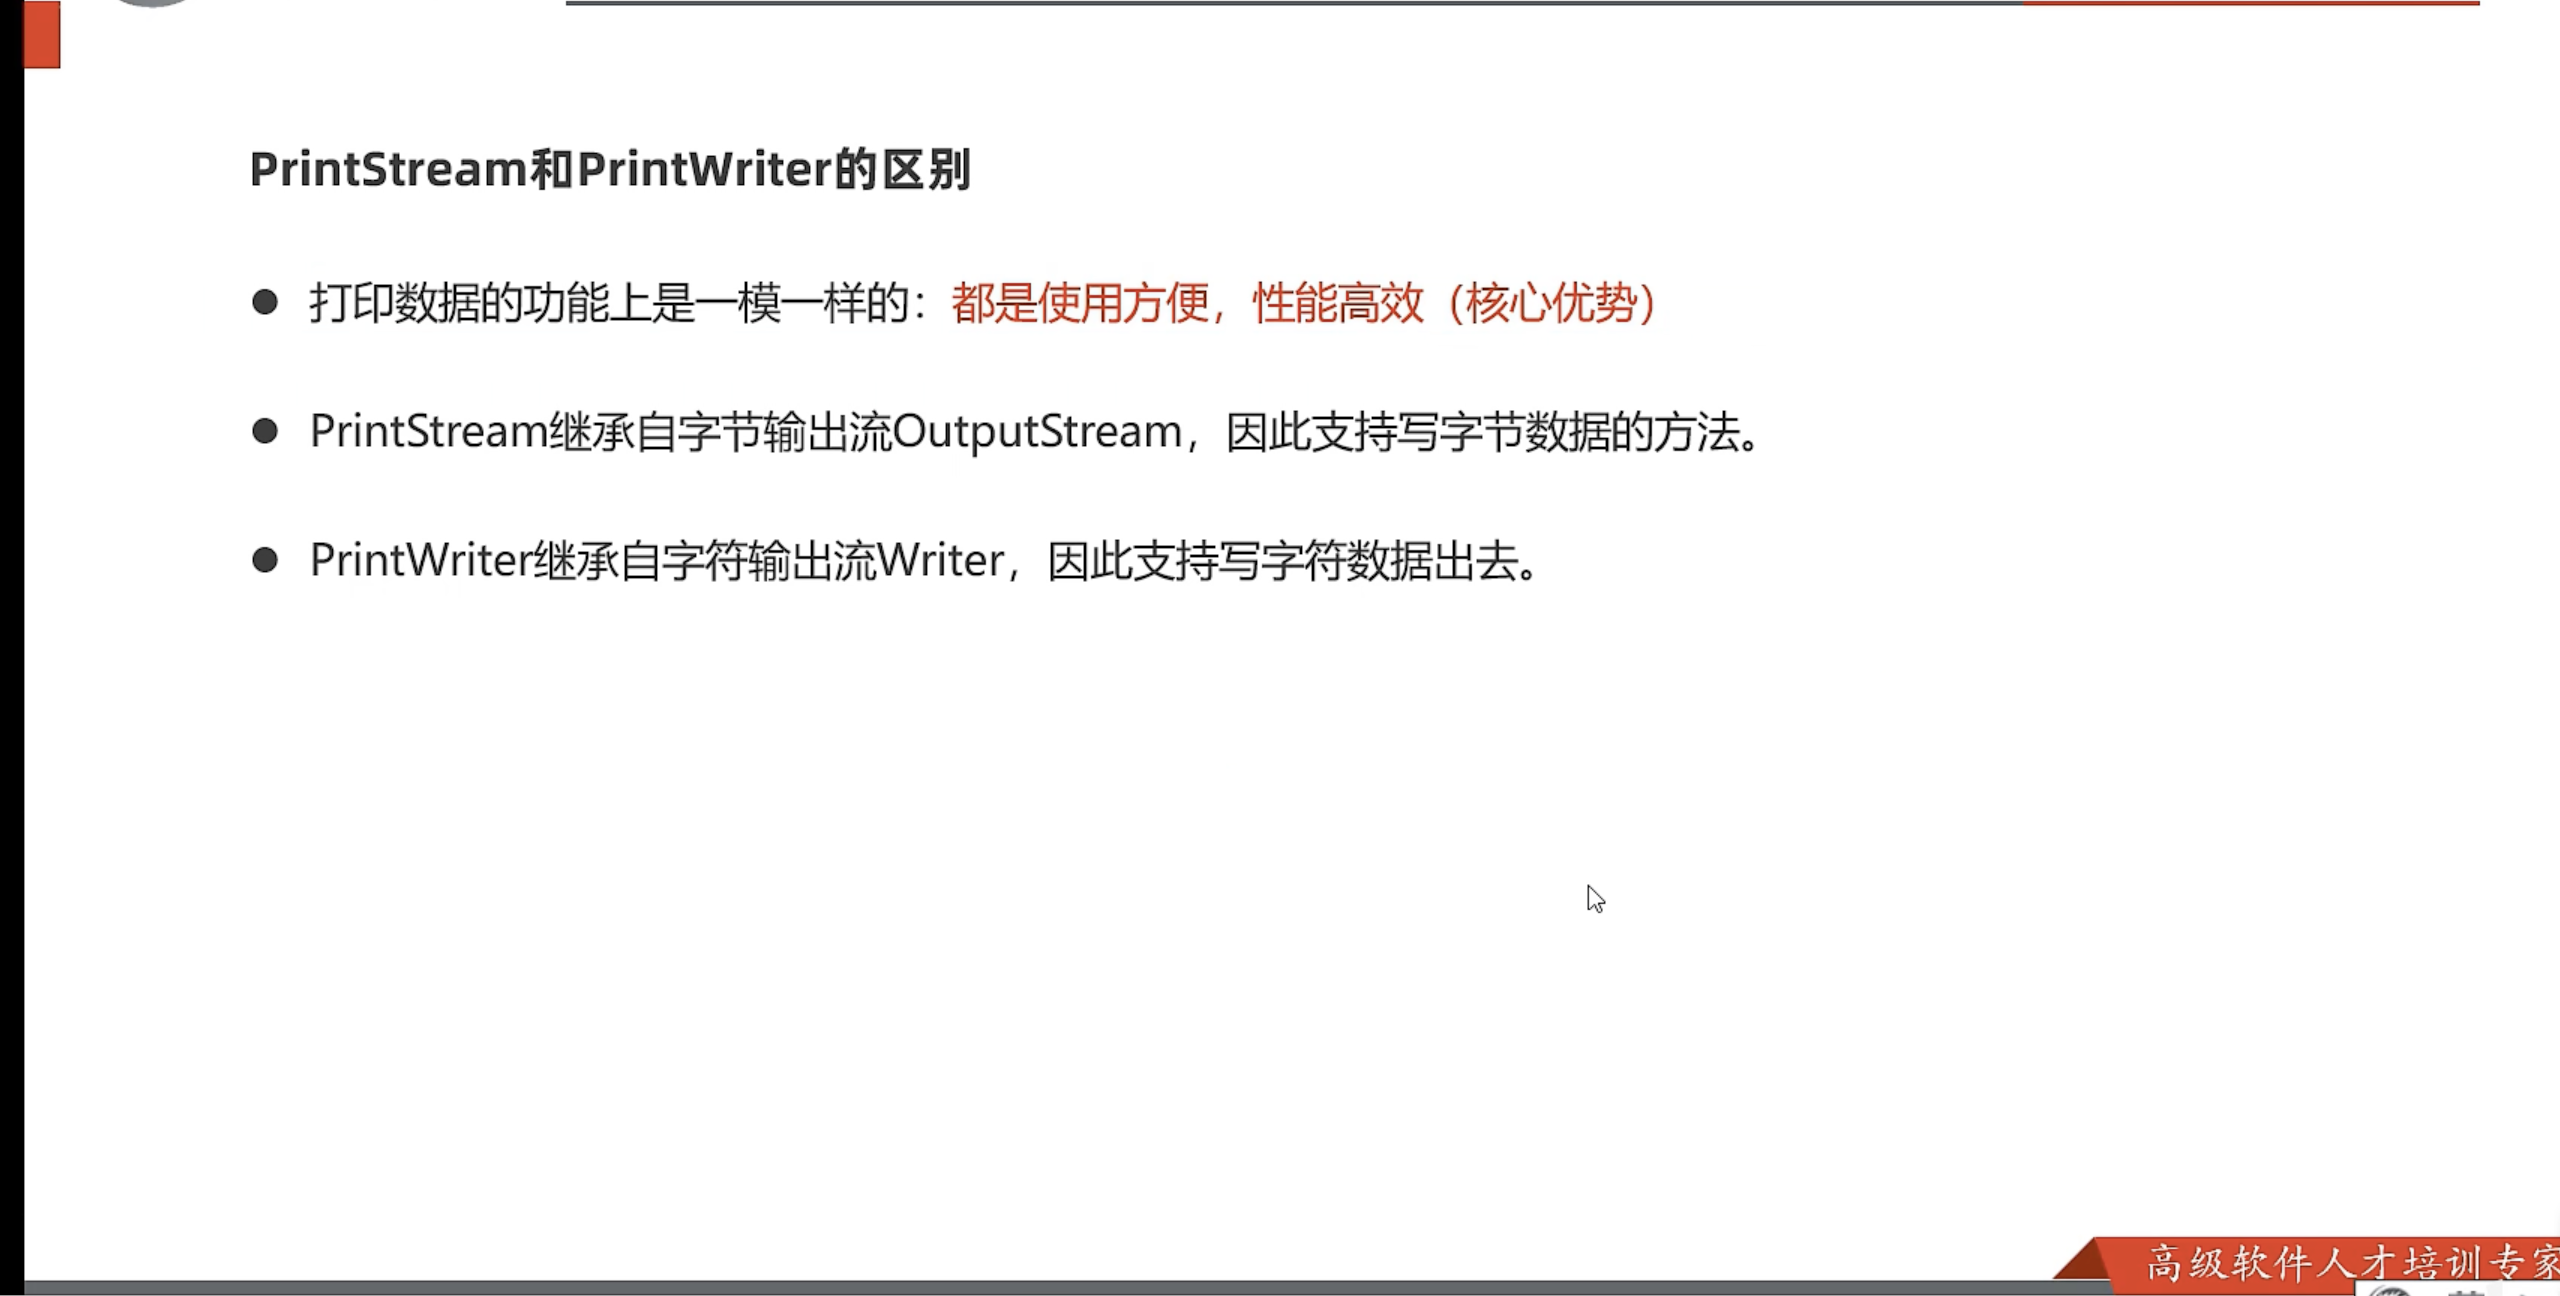 PrintStream和PrintWriter的区别
● 打印数据的功能上是一模一样的：都是使用方便，性能高效（核心优势）
● PrintStream继承自字节输出流OutputStream，因此支持写字节数据的方法。
● PrintWriter继承自字符输出流Writer，因此支持写字符数据出去。
高级软件人才培训专家